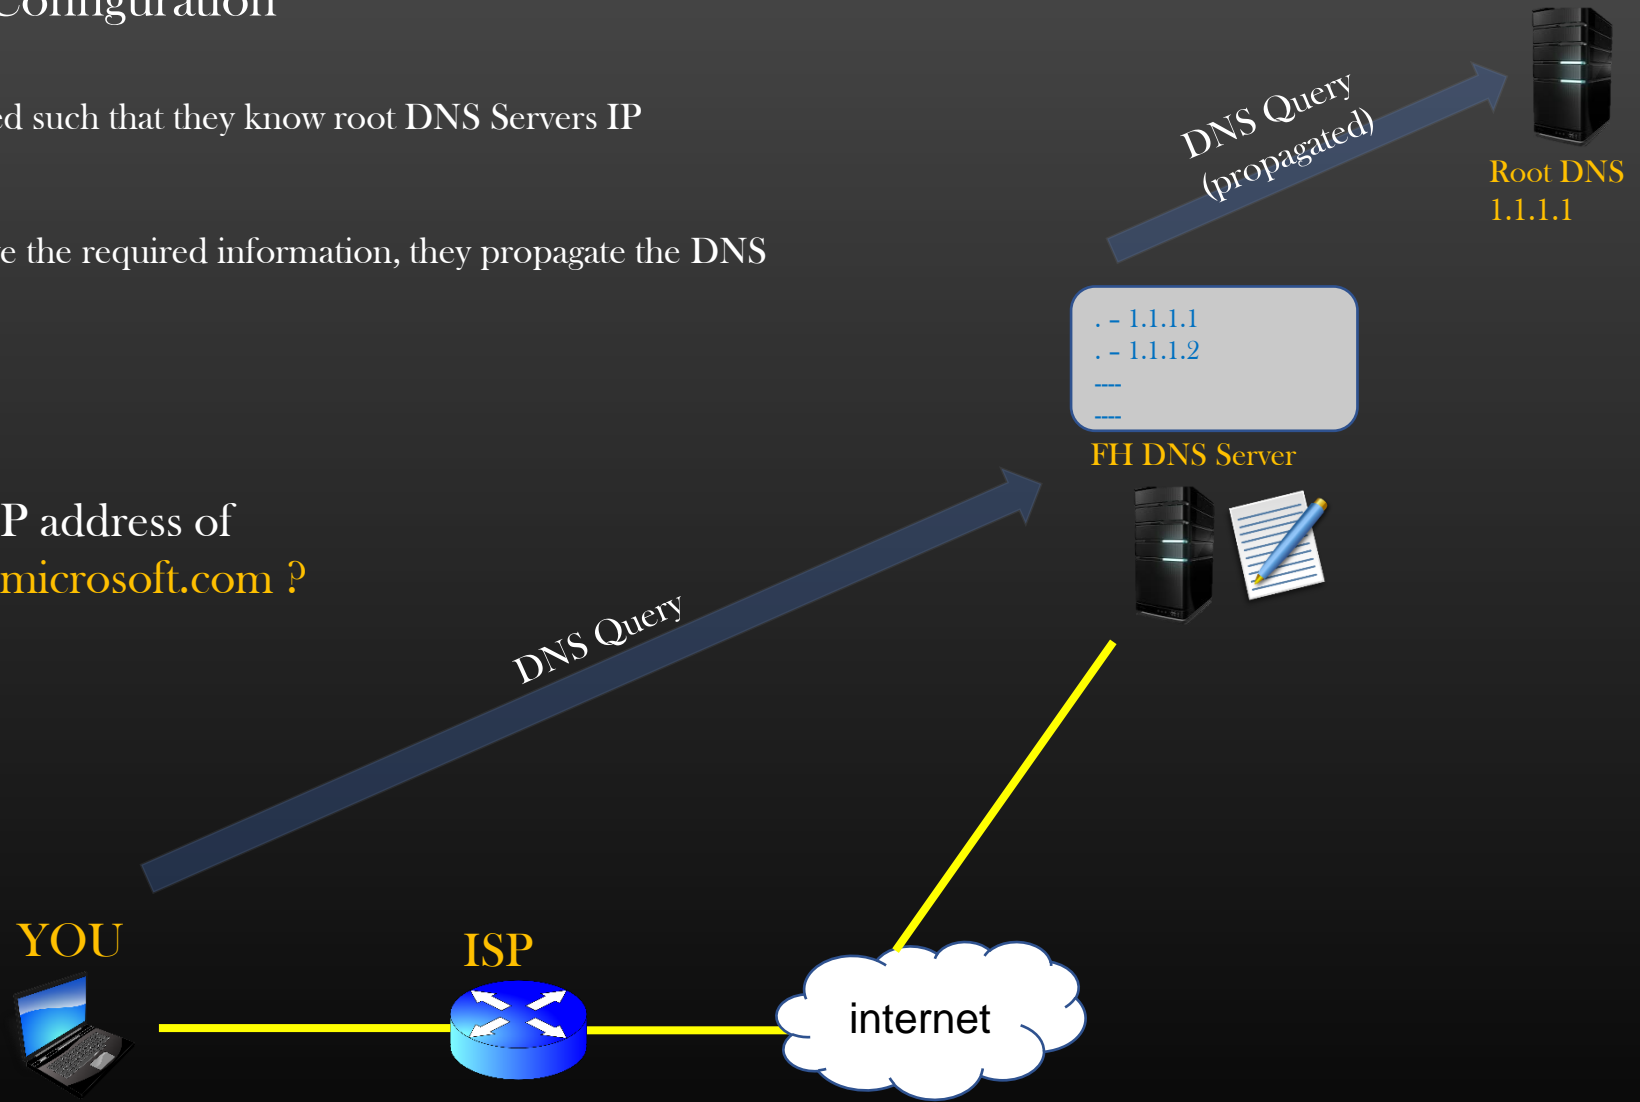 Configuration
ed such that they know root DNS Servers IP
e the required information, they propagate the DNS
DNS Query
(propagated)
Root DNS
1.1.1.1
. – 1.1.1.1
. – 1.1.1.2
----
----
FH DNS Server
P address of
microsoft.com ?
DNS Query
YOU
ISP
internet